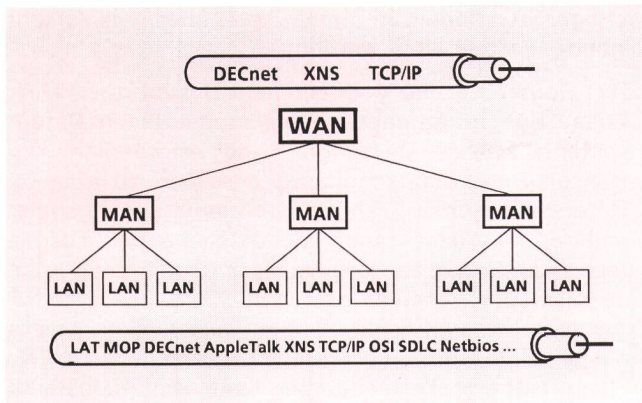 DECnet XNS TCP/IP
WAN
MAN MAN MAN
LAN LAN LAN LAN LAN LAN LAN LAN LAN
LAT MOP DECnet AppleTalk XNS TCP/IP OSI SDLC Netbios ...